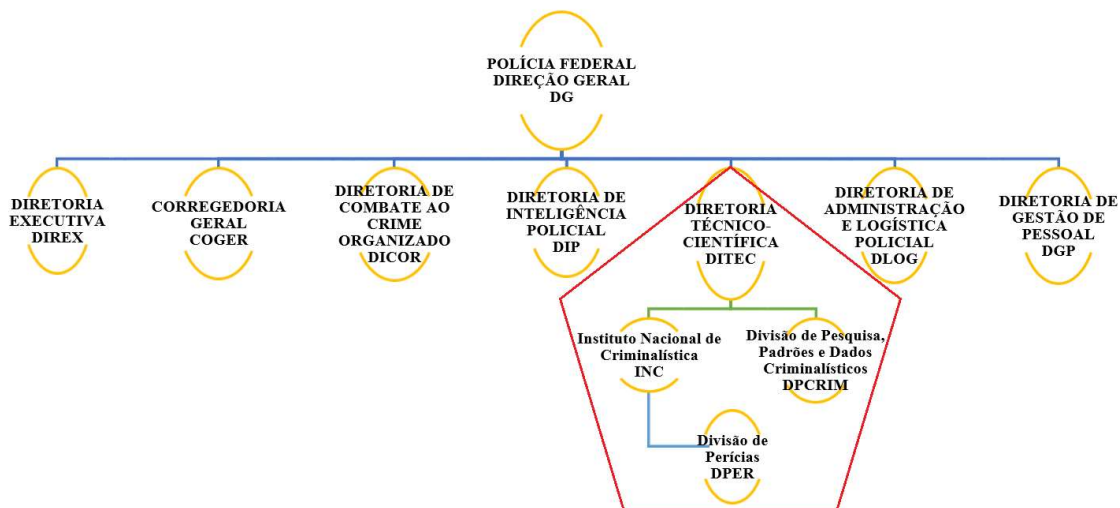 POLÍCIA FEDERAL
DIREÇÃO GERAL
DG
DIRETORIA
EXECUTIVA
DIREX
CORREGEDORIA
GERAL
COGER
DIRETORIA DE
COMBATE AO
CRIME
ORGANIZADO
DICOR
DIRETORIA DE
INTELIGÊNCIA
POLICIAL
DIP
DIRETORIA
TÉCNICO-
CIENTÍFICA
DITEC
DIRETORIA DE
ADMINISTRAÇÃO
E LOGÍSTICA
POLICIAL
DLOG
DIRETORIA DE
GESTÃO DE
PESSOAL
DGP
Instituto Nacional de
Criminalística
INC
Divisão de Pesquisa,
Padrões e Dados
Criminalísticos
DPCRIM
Divisão de
Perícias
DPER